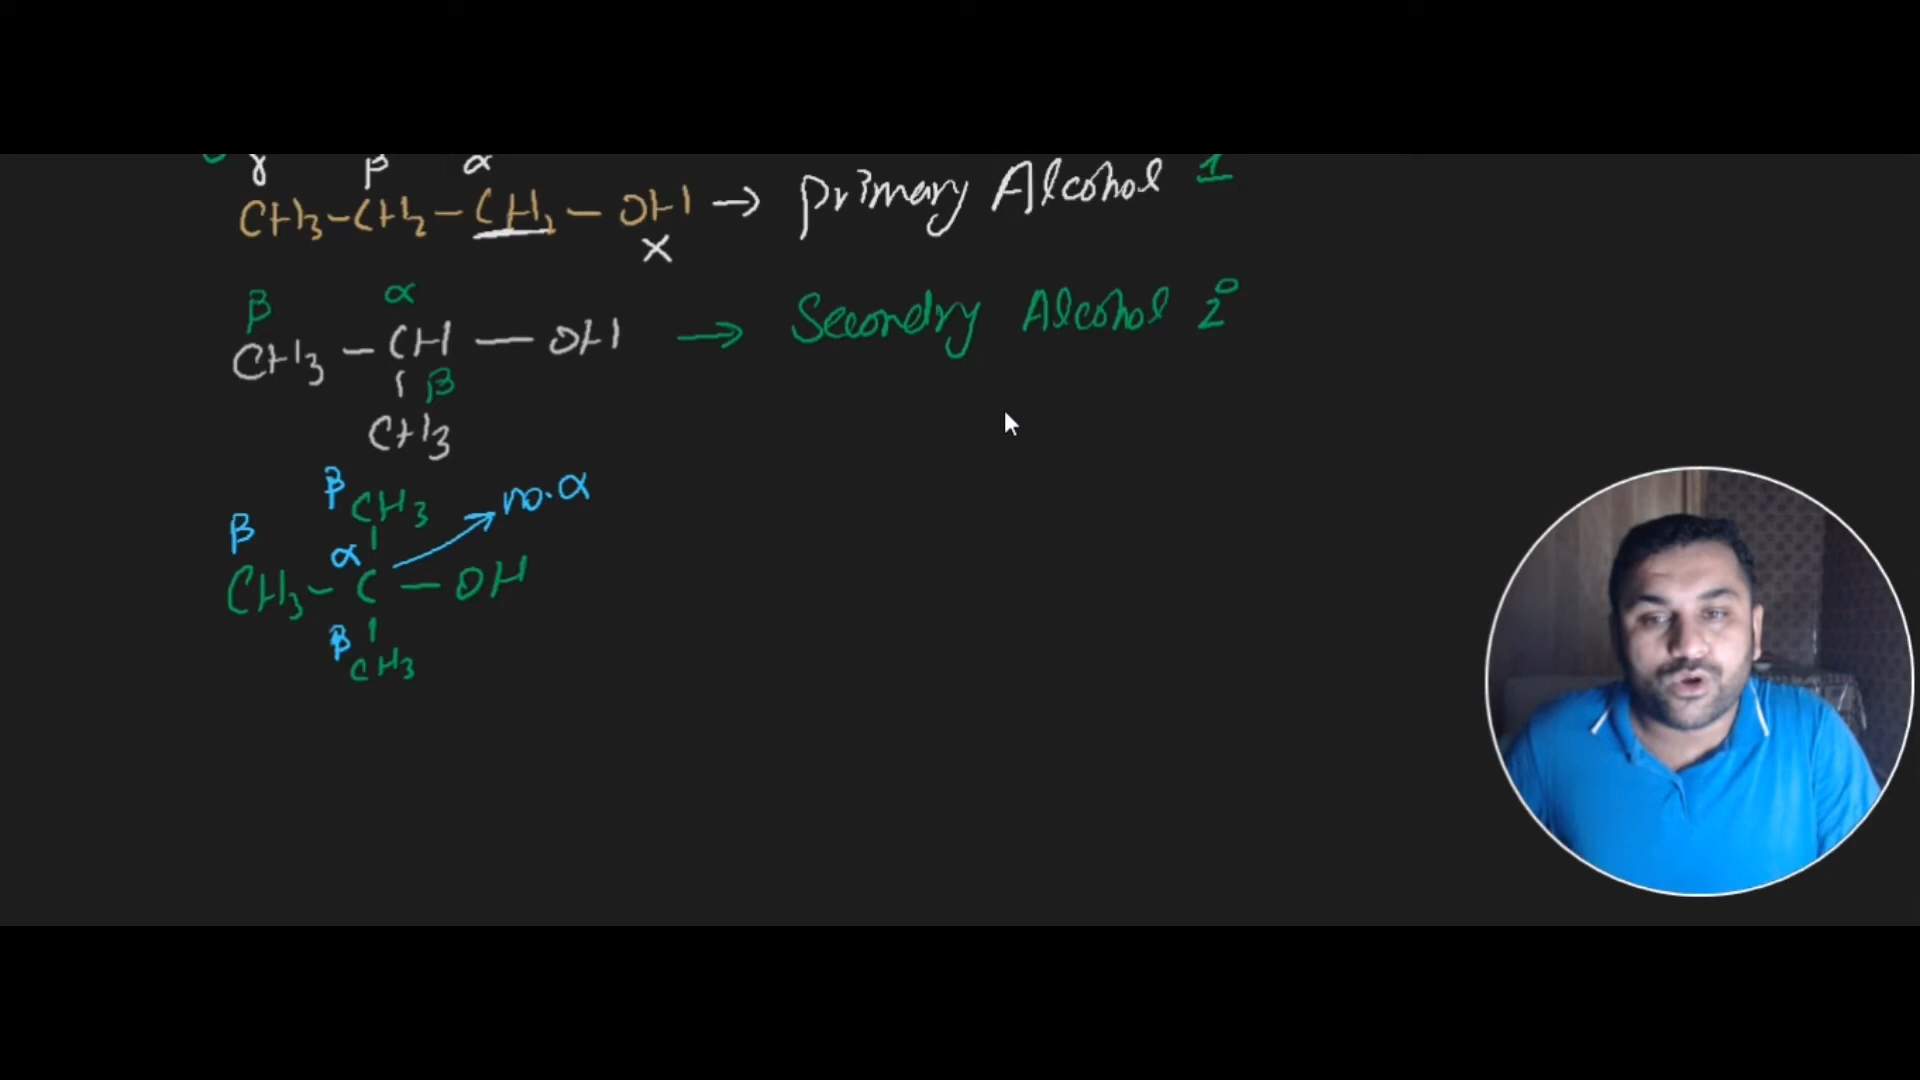 γ β α
CH3-CH2-CH2-OH → Primary Alcohol 1
X
β α
CH3-CH-OH → Secondry Alcohol 2°
β
CH3
β CH3 → no. α
β α
CH3-C-OH
β
CH3